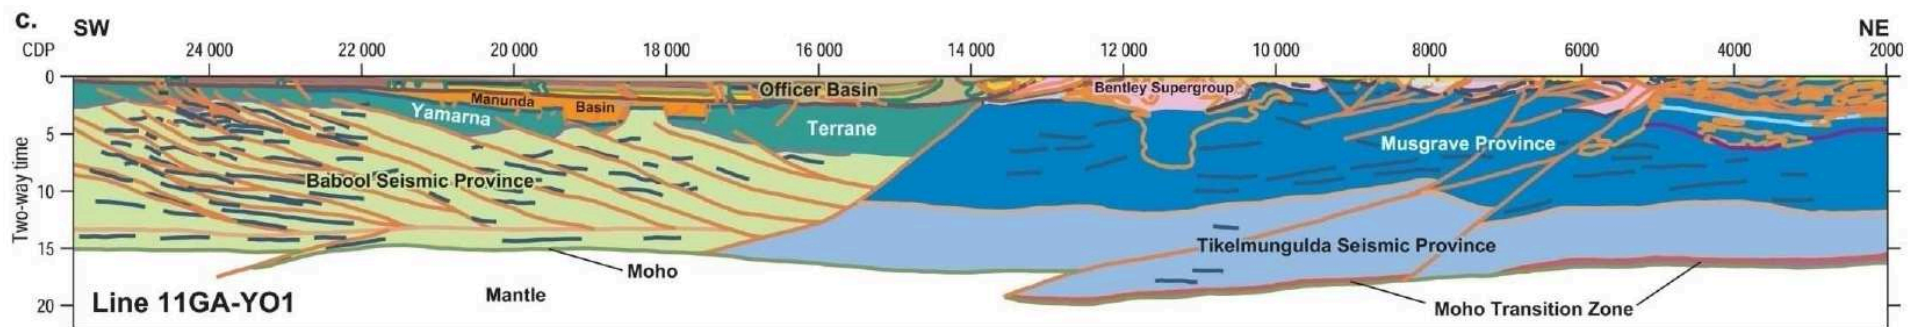 c.
SW
NE
CDP
24 000
22 000
20 000
18 000
16 000
14 000
12 000
10 000
8000
6000
4000
2000
Two-way time
0
5
10
15
20
Officer Basin
Bentley Supergroup
Manunda
Basin
Yamarna
Terrane
Musgrave Province
Babool Seismic Province
Tikelmungulda Seismic Province
Moho
Mantle
Line 11GA-YO1
Moho Transition Zone